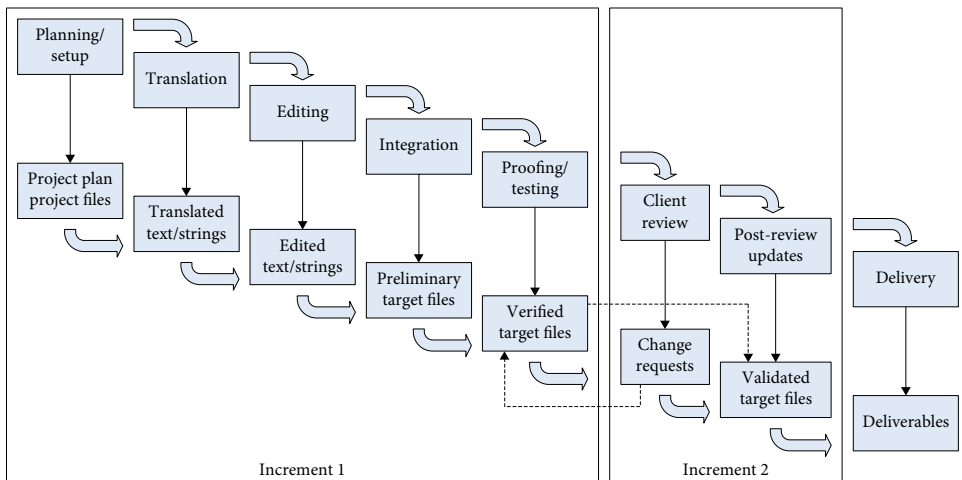 Planning/
setup
Translation
Editing
Integration
Proofing/
testing
Client
review
Post-review
updates
Delivery
Project plan
project files
Translated
text/strings
Edited
text/strings
Preliminary
target files
Verified
target files
Change
requests
Validated
target files
Deliverables
Increment 1
Increment 2